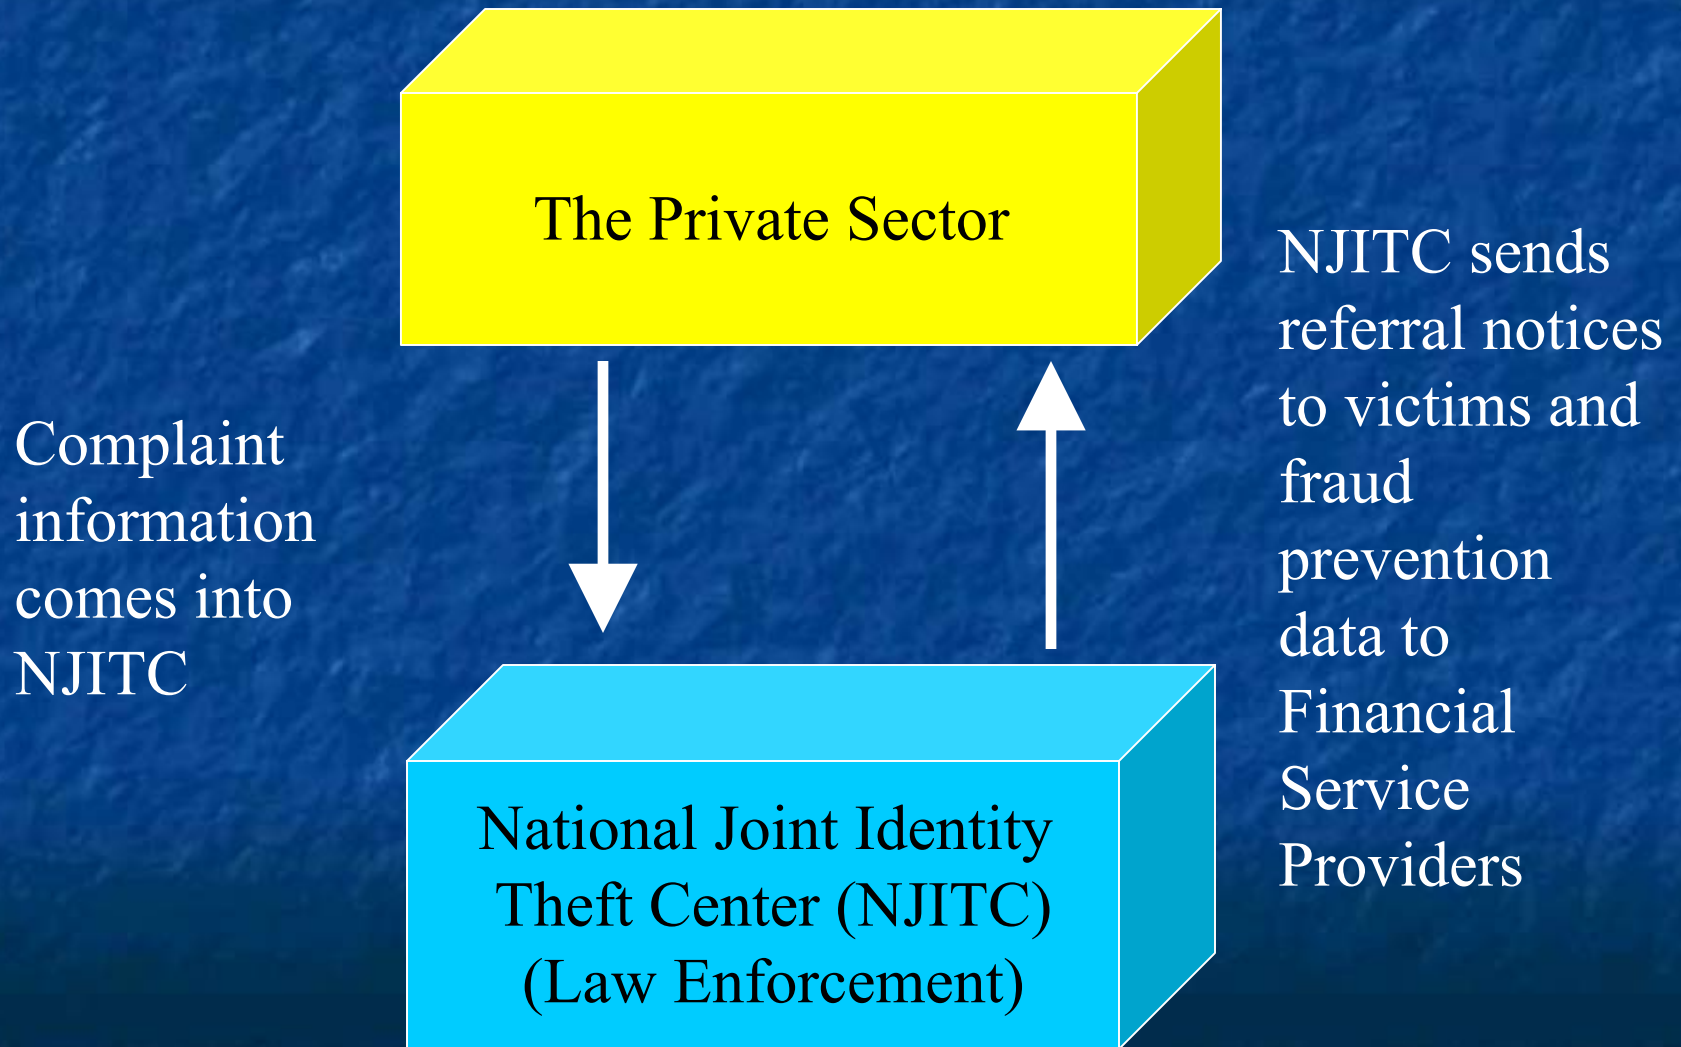 The Private Sector
Complaint
information
comes into
NJITC
NJITC sends
referral notices
to victims and
fraud
prevention
data to
Financial
Service
Providers
National Joint Identity
Theft Center (NJITC)
(Law Enforcement)